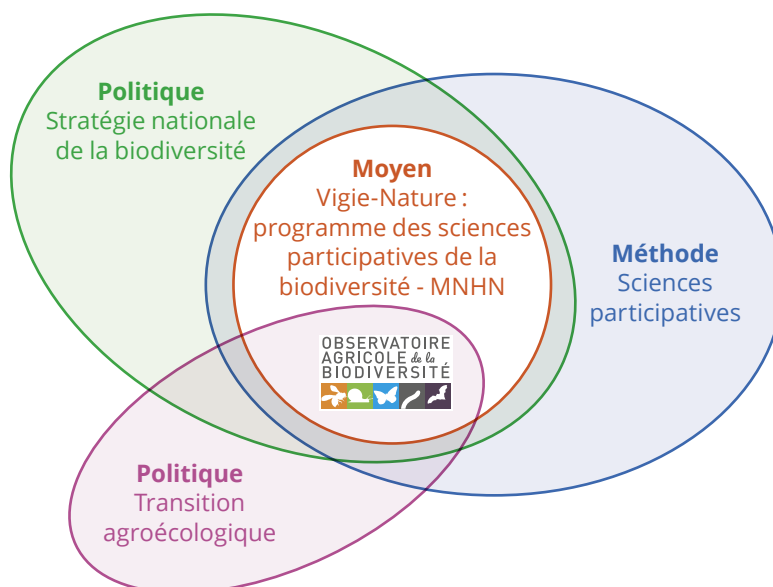 Politique
Stratégie nationale
de la biodiversité
Moyen
Vigie-Nature :
programme des sciences
participatives de la
biodiversité - MNHN
Méthode
Sciences
participatives
OBSERVATOIRE
AGRICOLE de la
BIODIVERSITÉ
Politique
Transition
agroécologique